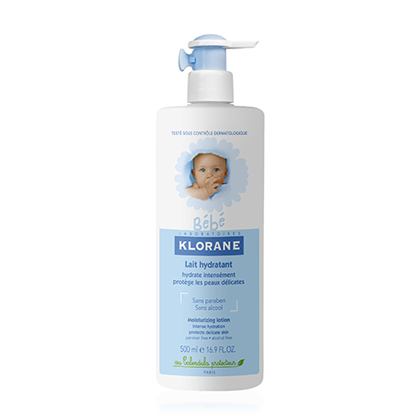 TESTÉ SOUS CONTRÔLE DERMATOLOGIQUE
Bébé
LABORATOIRES
KLORANE
Lait hydratant
hydrate intensément
protège les peaux délicates
Sans paraben
Sans alcool
Moisturizing lotion
intense hydration
protects delicate skin
paraben free • alcohol free
500 ml e 16.9 FL.OZ.
au Calendula protecteur
PARIS